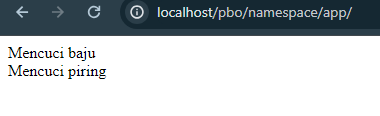 localhost/pbo/namespace/app/
Mencuci baju
Mencuci piring